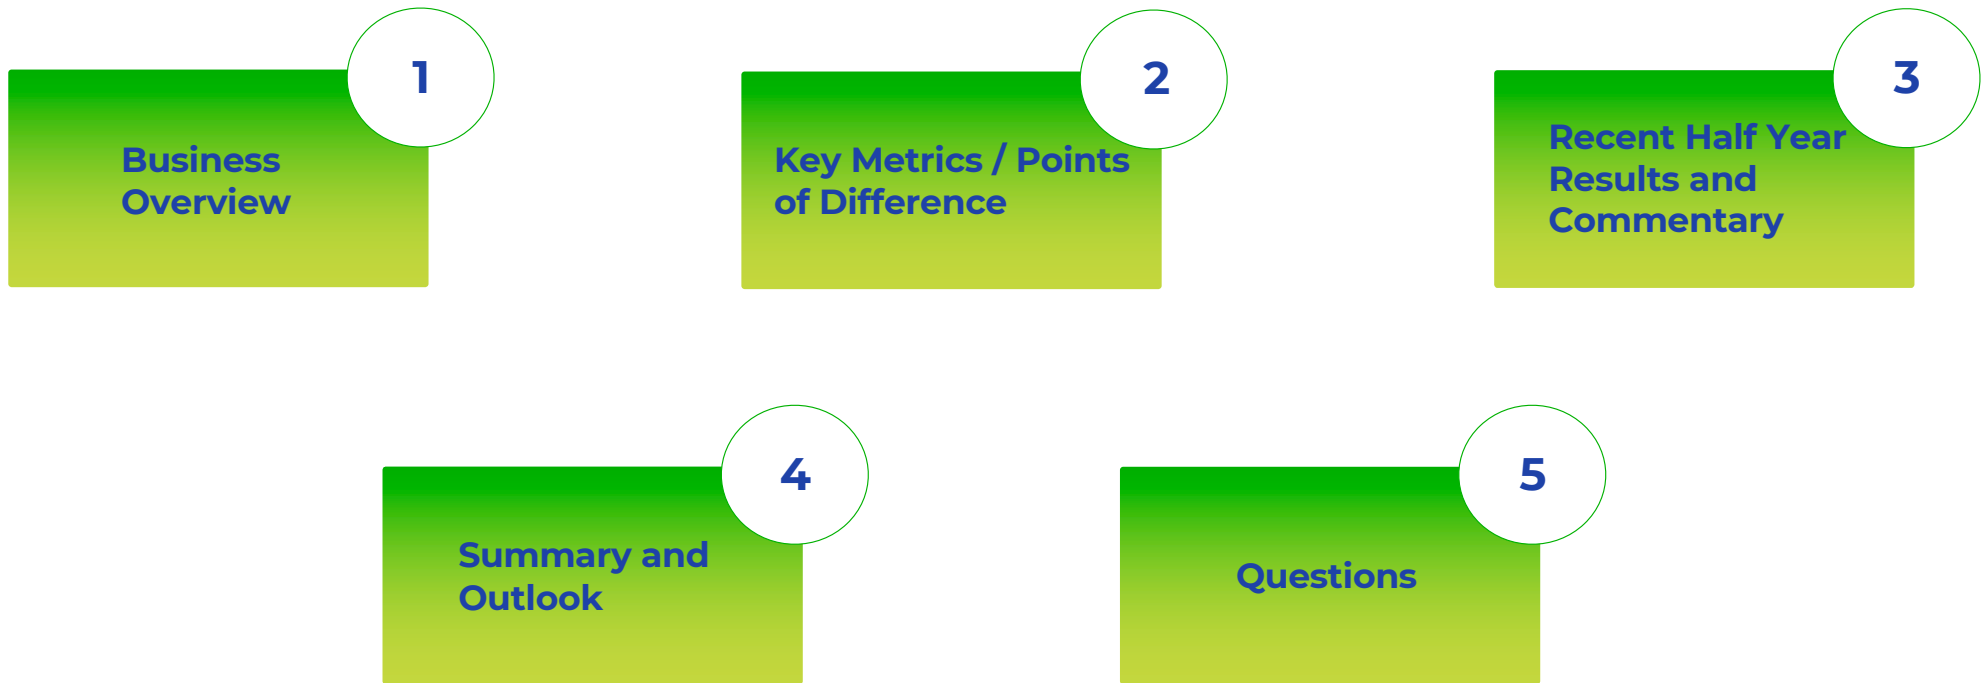 1
Business
Overview
2
Key Metrics / Points
of Difference
3
Recent Half Year
Results and
Commentary
4
Summary and
Outlook
5
Questions